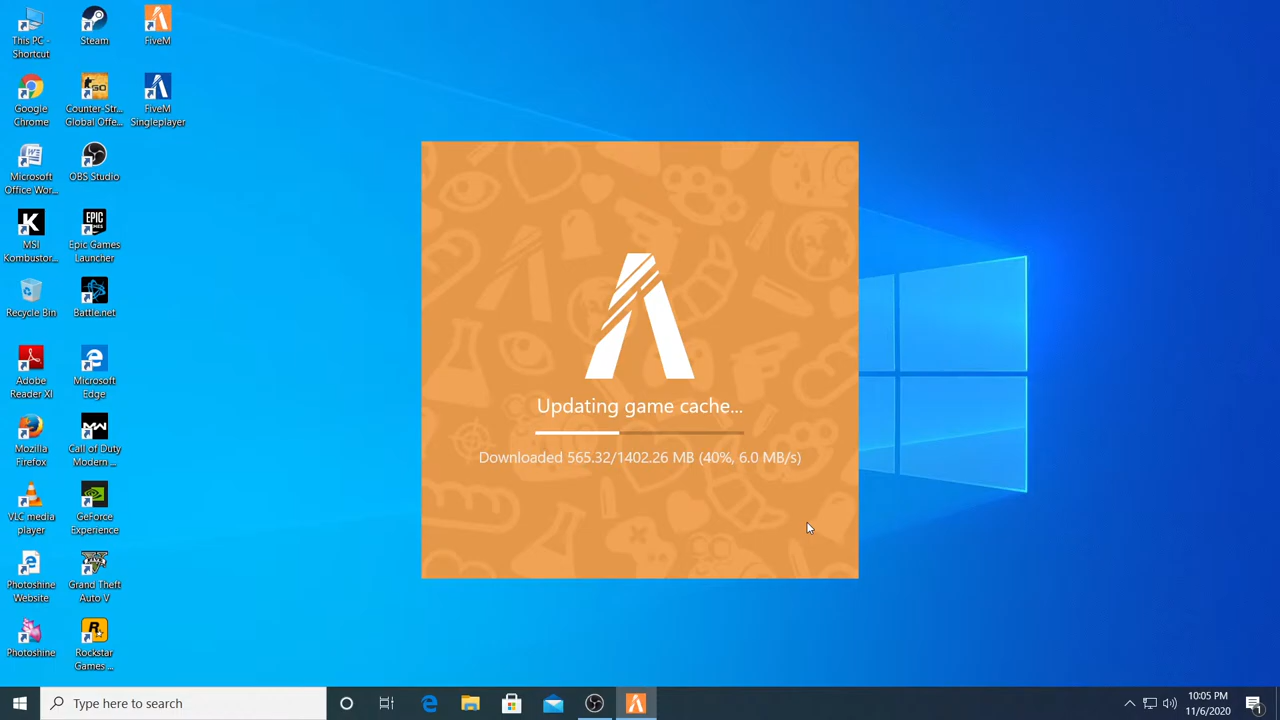 This PC -
Shortcut
Steam
FiveM
Google
Chrome
Counter-Str...
Global Offe...
FiveM
Singleplayer
Microsoft
Office Wor...
OBS Studio
MSI
Kombustor...
Epic Games
Launcher
Recycle Bin
Battle.net
Adobe
Reader XI
Microsoft
Edge
Mozilla
Firefox
Call of Duty
Modern ...
VLC media
player
GeForce
Experience
Photoshine
Website
Grand Theft
Auto V
Photoshine
Rockstar
Games ...
Updating game cache...
Downloaded 565.32/1402.26 MB (40%, 6.0 MB/s)
Type here to search
10:05 PM
11/6/2020
1